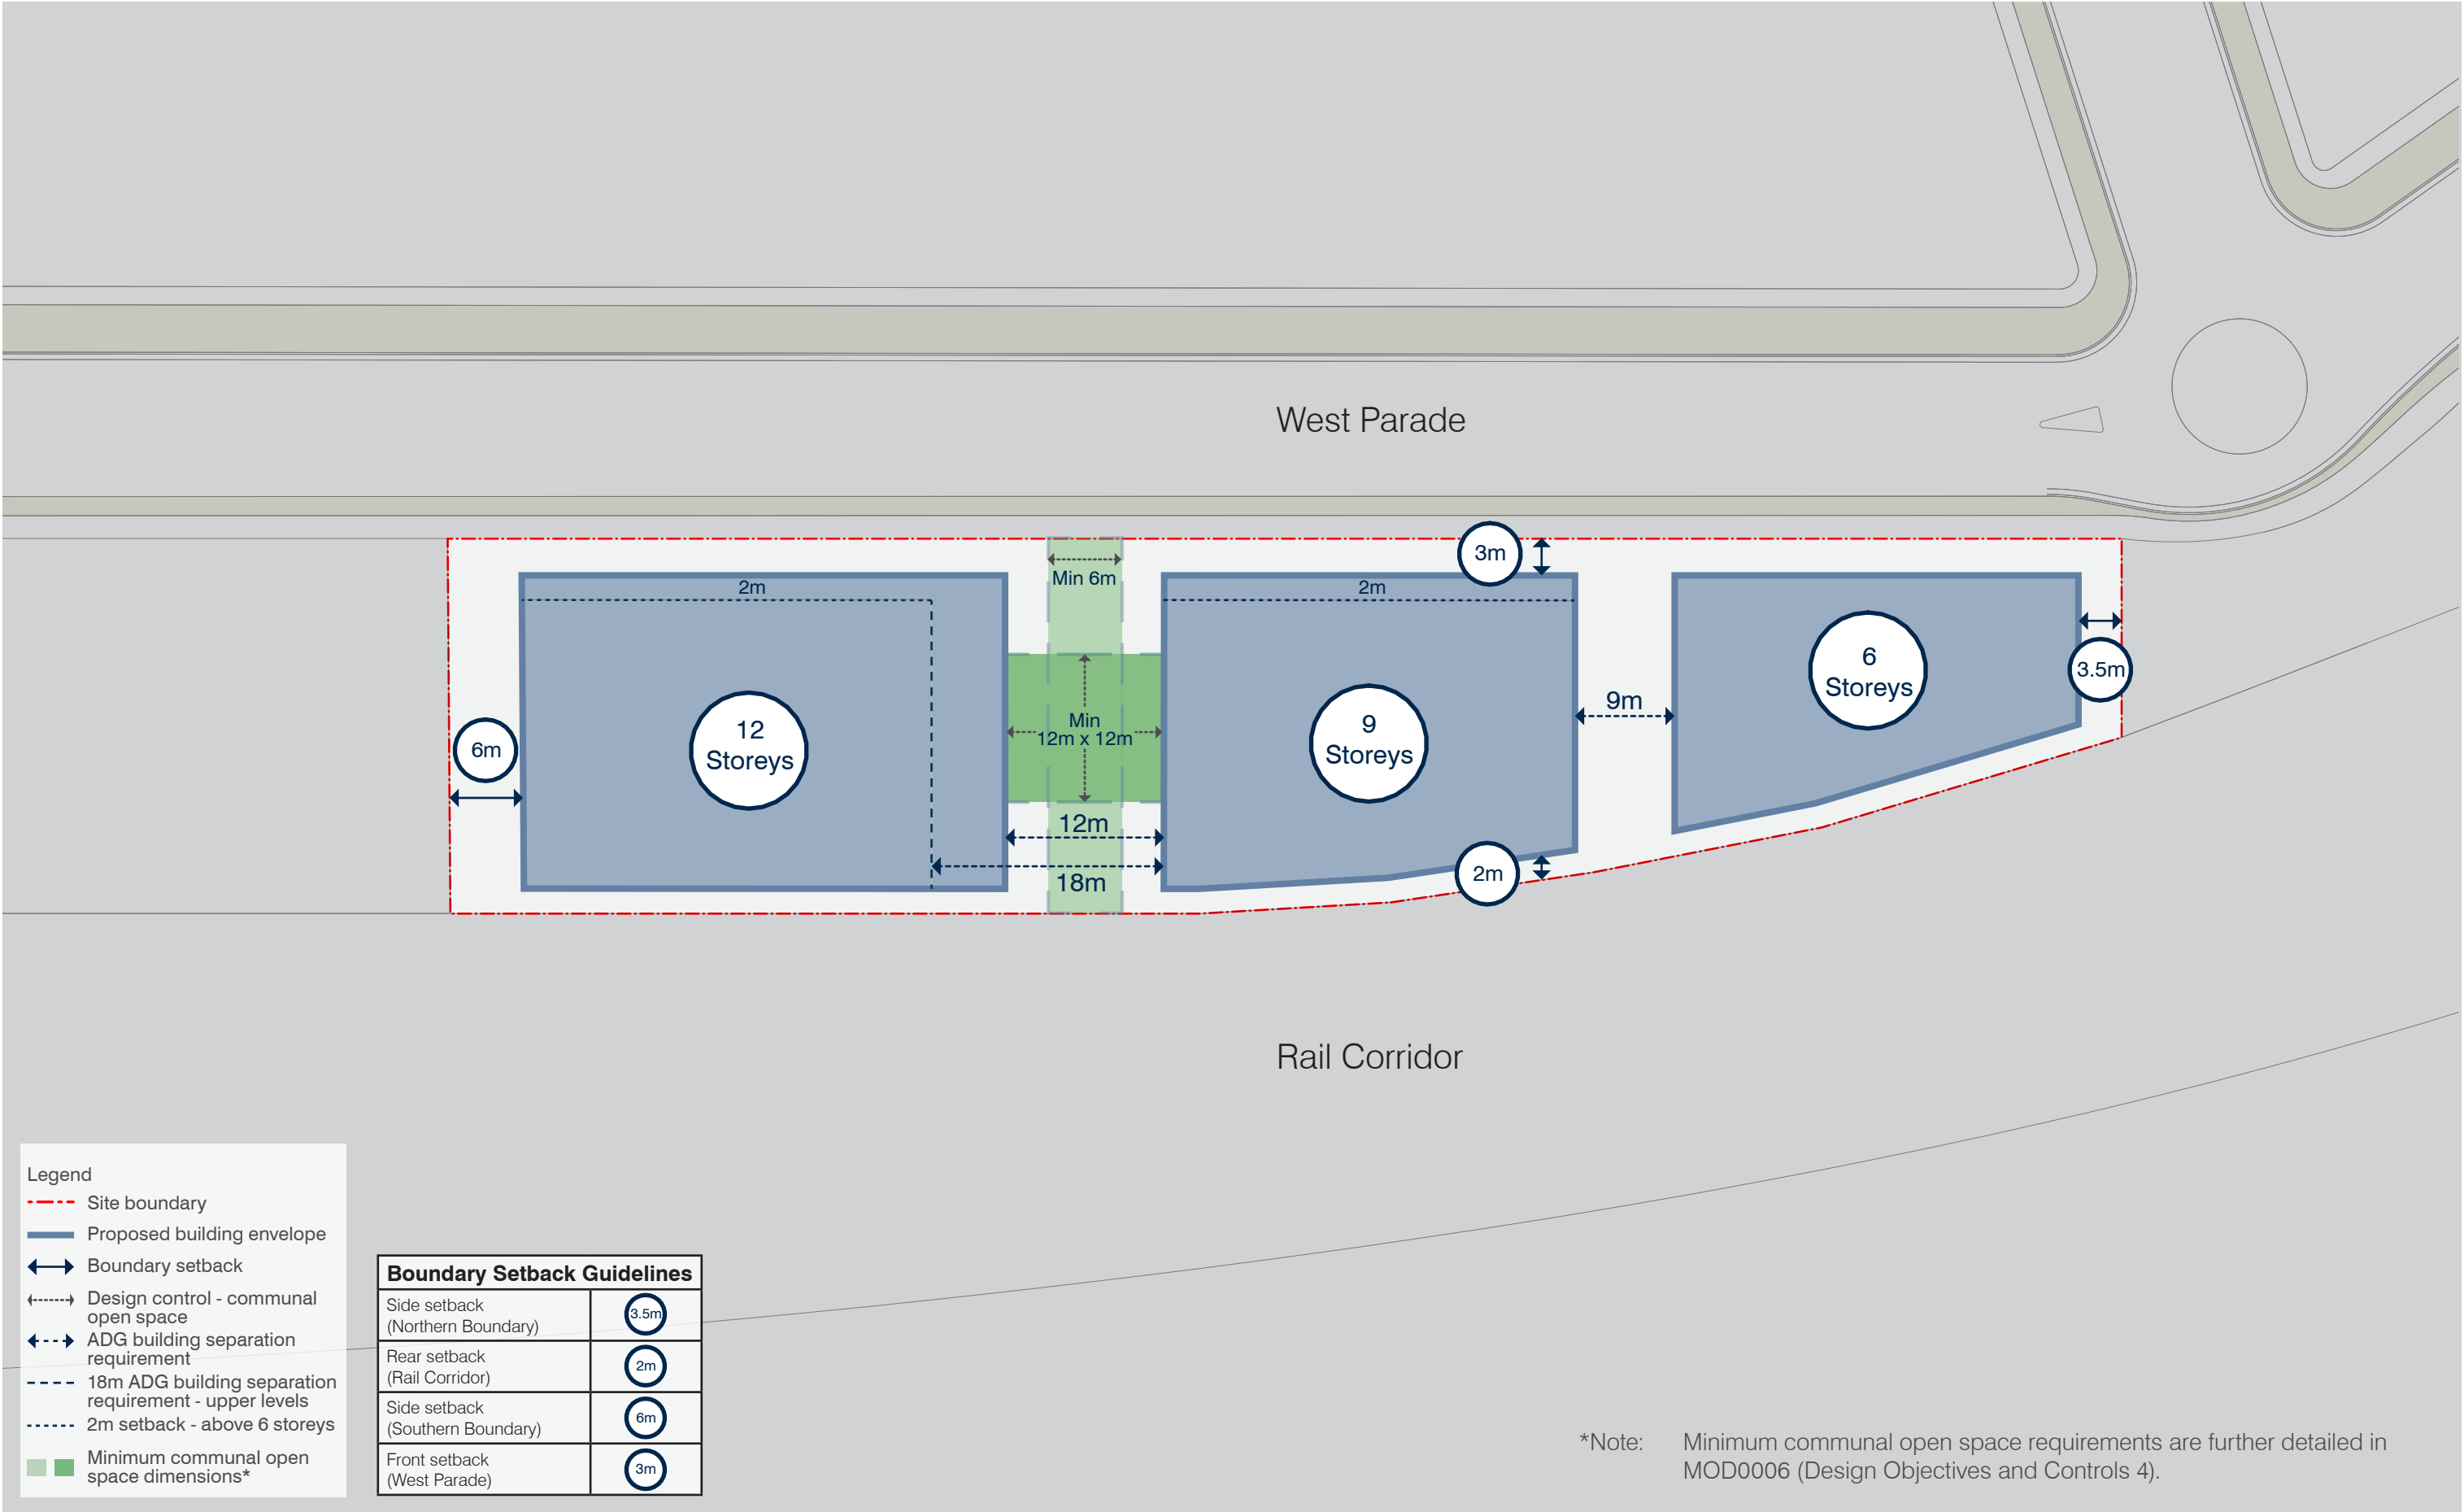 West Parade
3m
Min 6m
2m
2m
6
Storeys
3.5m
9m
12
Storeys
Min
12m x 12m
9
Storeys
6m
12m
18m
2m
Rail Corridor
Legend
Site boundary
Proposed building envelope
Boundary setback
Design control - communal
open space
ADG building separation
requirement
18m ADG building separation
requirement - upper levels
2m setback - above 6 storeys
Minimum communal open
space dimensions*
Boundary Setback Guidelines
Side setback
(Northern Boundary)
3.5m
Rear setback
(Rail Corridor)
2m
Side setback
(Southern Boundary)
6m
Front setback
(West Parade)
3m
*Note: Minimum communal open space requirements are further detailed in
MOD0006 (Design Objectives and Controls 4).